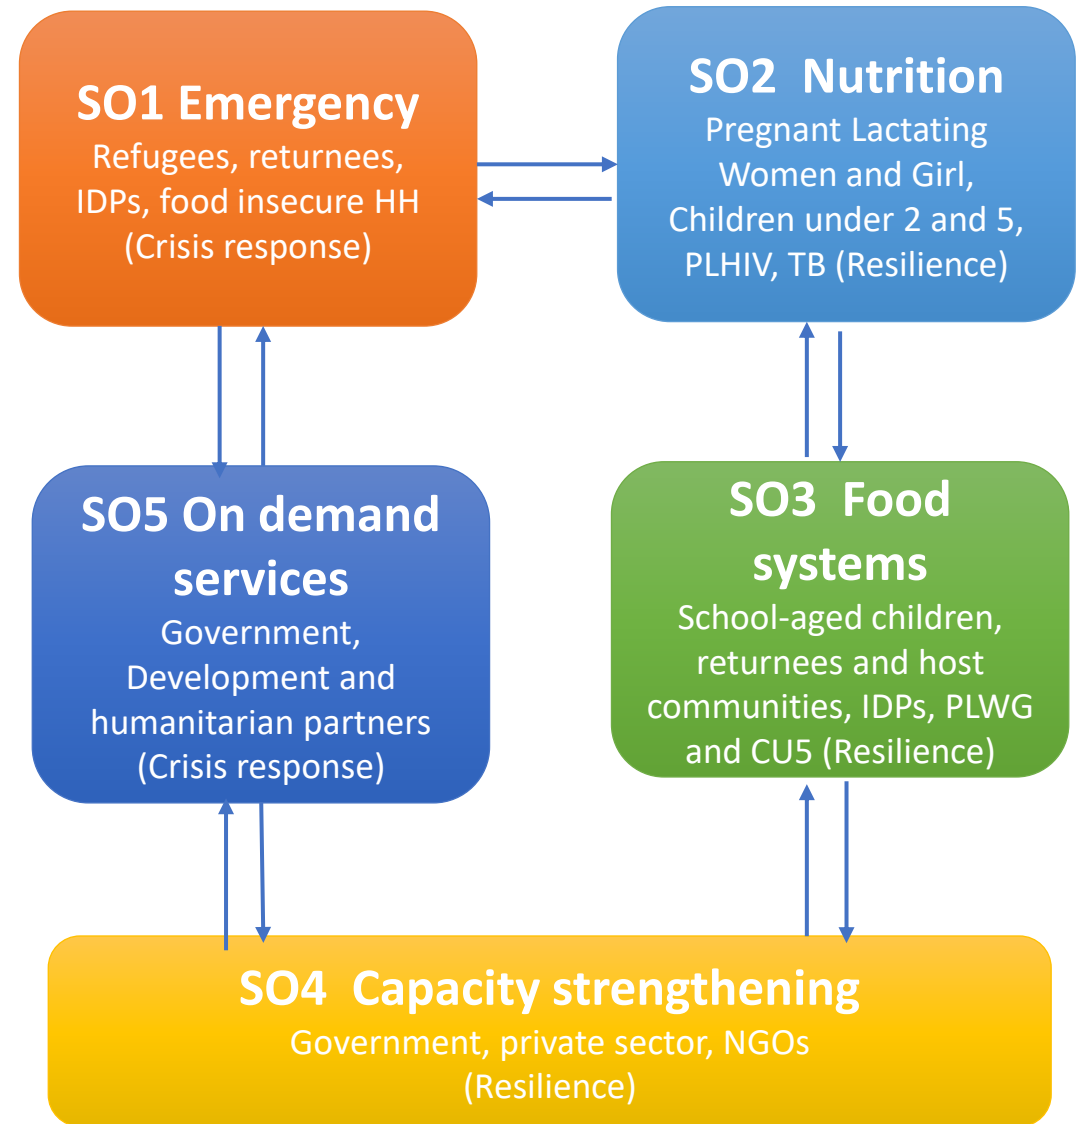 SO1 Emergency
Refugees, returnees,
IDPs, food insecure HH
(Crisis response)
SO2  Nutrition
Pregnant Lactating
Women and Girl,
Children under 2 and 5,
PLHIV, TB (Resilience)
SO5 On demand
services
Government,
Development and
humanitarian partners
(Crisis response)
SO3  Food
systems
School-aged children,
returnees and host
communities, IDPs, PLWG
and CU5 (Resilience)
SO4  Capacity strengthening
Government, private sector, NGOs
(Resilience)